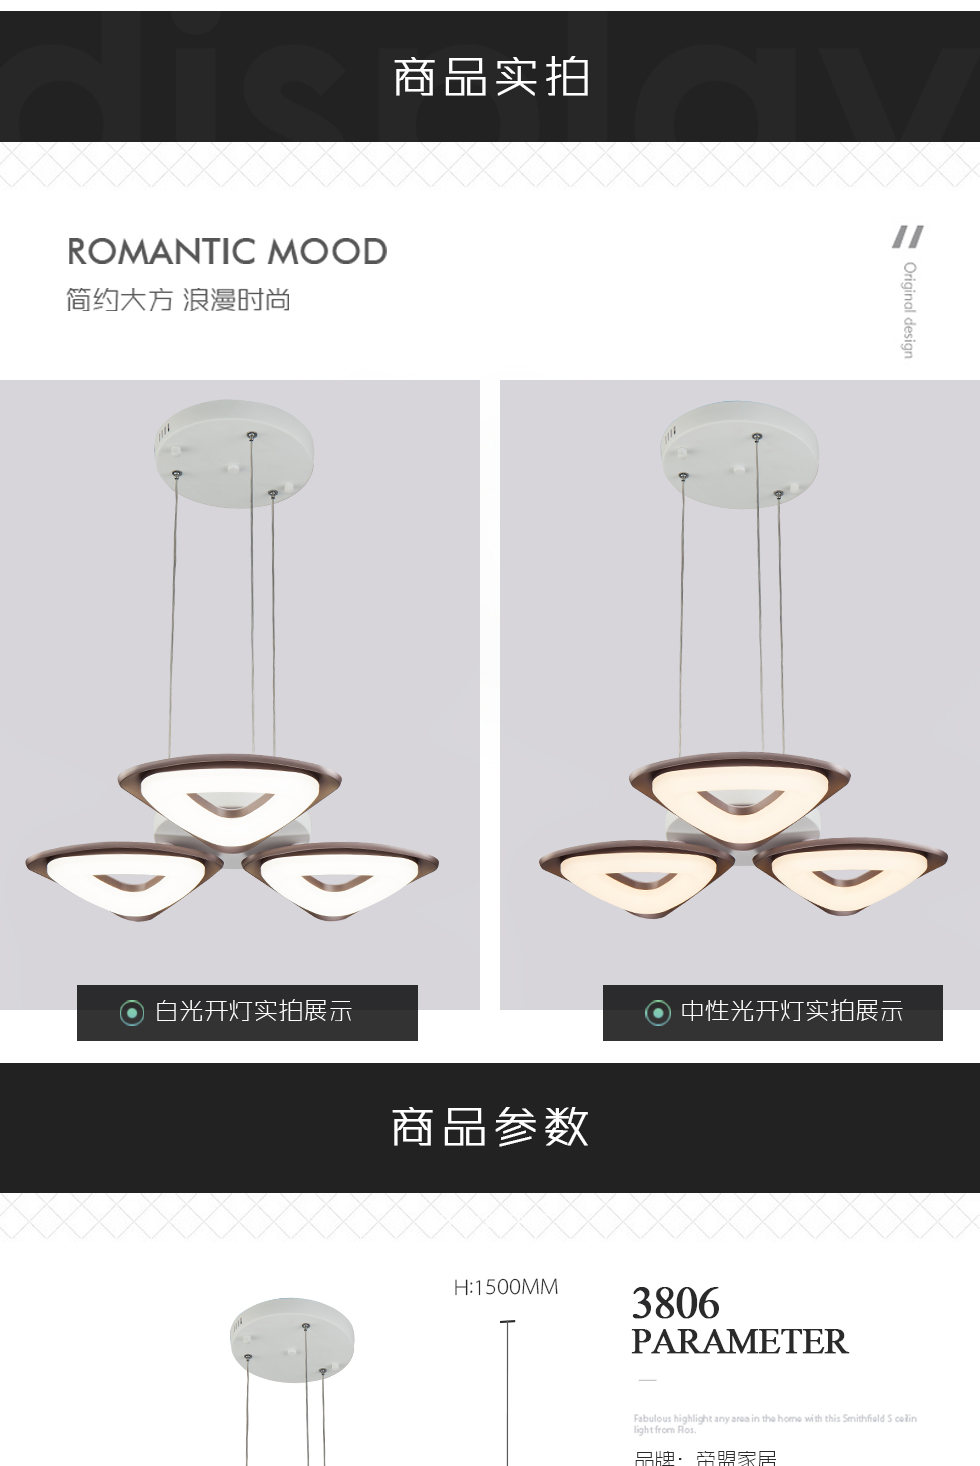 display
商品实拍
ROMANTIC MOOD
简约大方 浪漫时尚
Original design
白光开灯实拍展示
中性光开灯实拍展示
商品参数
H:1500MM
3806
PARAMETER
Fabulous highlight any area in the home with this Smithfield S ceilin
light from Flos.
品牌：帝盟家居